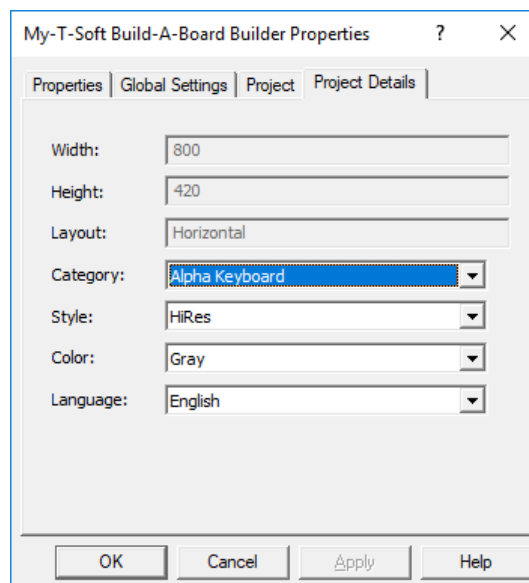 My-T-Soft Build-A-Board Builder Properties ?
Properties Global Settings Project Project Details
Width: 800
Height: 420
Layout: Horizontal
Category: Alpha Keyboard
Style: HiRes
Color: Gray
Language: English
OK Cancel Apply Help